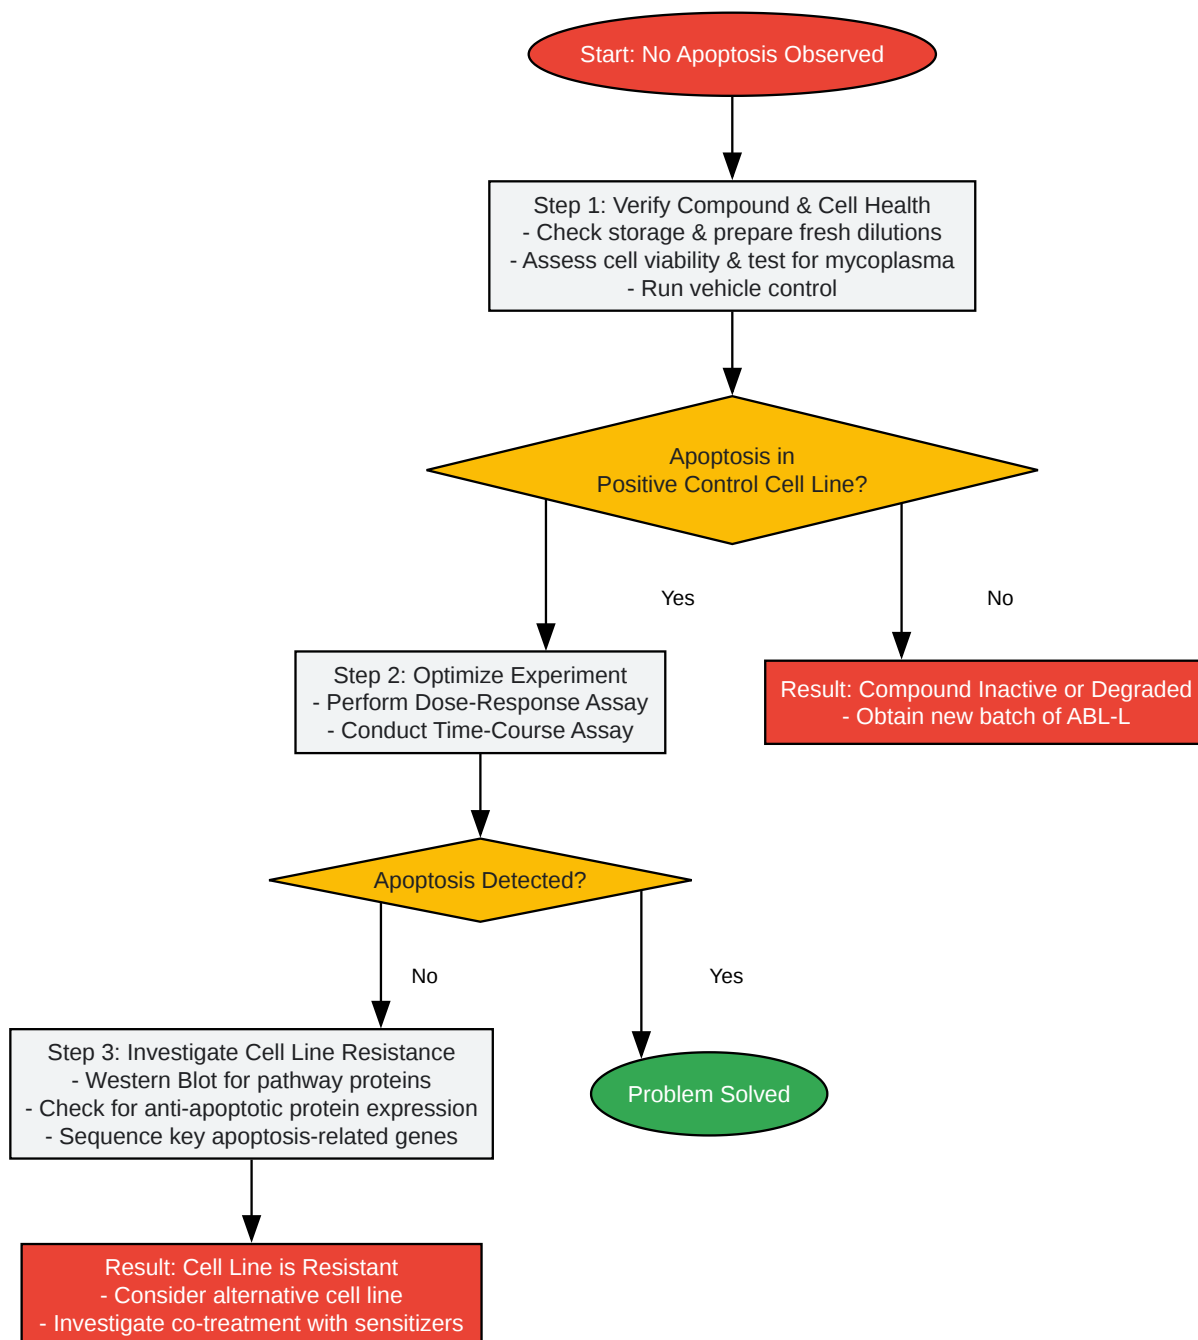 Start: No Apoptosis Observed
Step 1: Verify Compound & Cell Health
- Check storage & prepare fresh dilutions
- Assess cell viability & test for mycoplasma
- Run vehicle control
Apoptosis in
Positive Control Cell Line?
Yes
No
Step 2: Optimize Experiment
- Perform Dose-Response Assay
- Conduct Time-Course Assay
Result: Compound Inactive or Degraded
- Obtain new batch of ABL-L
Apoptosis Detected?
No
Yes
Step 3: Investigate Cell Line Resistance
- Western Blot for pathway proteins
- Check for anti-apoptotic protein expression
- Sequence key apoptosis-related genes
Problem Solved
Result: Cell Line is Resistant
- Consider alternative cell line
- Investigate co-treatment with sensitizers